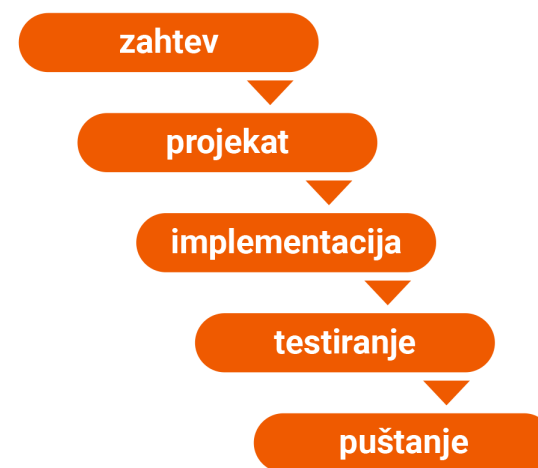 zahtev
projekat
implementacija
testiranje
puštanje